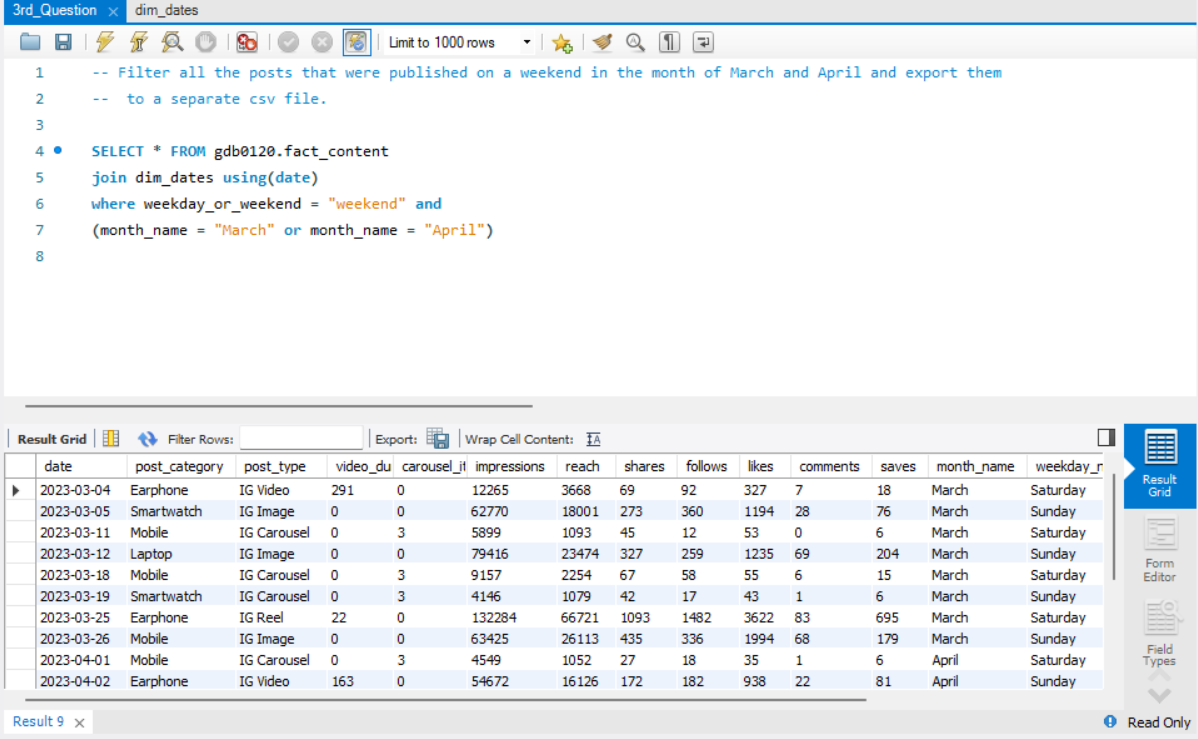 3rd_Question × dim_dates
Limit to 1000 rows
1 -- Filter all the posts that were published on a weekend in the month of March and April and export them
2 -- to a separate csv file.
3
4 SELECT * FROM gdb0120.fact_content
5 join dim_dates using(date)
6 where weekday_or_weekend = "weekend" and
7 (month_name = "March" or month_name = "April")
8
Result Grid Filter Rows: Export: Wrap Cell Content: IA
date post_category post_type video_du carousel_it impressions reach shares follows likes comments saves month_name weekday_n
2023-03-04 Earphone IG Video 291 0 12265 3668 69 92 327 7 18 March Saturday
2023-03-05 Smartwatch IG Image 0 0 62770 18001 273 360 1194 28 76 March Sunday
2023-03-11 Mobile IG Carousel 0 3 5899 1093 45 12 53 0 6 March Saturday
2023-03-12 Laptop IG Image 0 0 79416 23474 327 259 1235 69 204 March Sunday
2023-03-18 Mobile IG Carousel 0 3 9157 2254 67 58 55 6 15 March Saturday
2023-03-19 Smartwatch IG Carousel 0 3 4146 1079 42 17 43 1 6 March Sunday
2023-03-25 Earphone IG Reel 22 0 132284 66721 1093 1482 3622 83 695 March Saturday
2023-03-26 Mobile IG Image 0 0 63425 26113 435 336 1994 68 179 March Sunday
2023-04-01 Mobile IG Carousel 0 3 4549 1052 27 18 35 1 6 April Saturday
2023-04-02 Earphone IG Video 163 0 54672 16126 172 182 938 22 81 April Sunday
Result
Grid
Form
Editor
Field
Types
Result 9 × Read Only